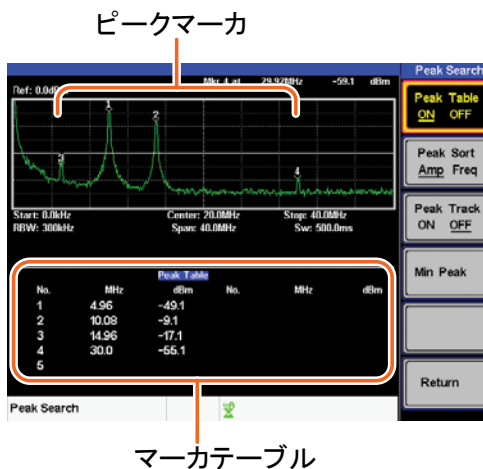 ピークマーカ
Peak Search
Mkr 4 at 29.92MHz -59.1 dBm
Ref: 0.0dB
1
2
3
4
Start: 0.0kHz Center: 20.0MHz Stop: 40.0MHz
RBW: 300kHz Span: 40.0MHz Sw: 500.0ms
Peak Table
ON OFF
Peak Sort
Amp Freq
Peak Track
ON OFF
Min Peak
Return
Peak Table
No. MHz dBm No. MHz dBm
1 4.96 -49.1
2 10.08 -9.1
3 14.96 -17.1
4 30.0 -55.1
5
Peak Search
マーカテーブル